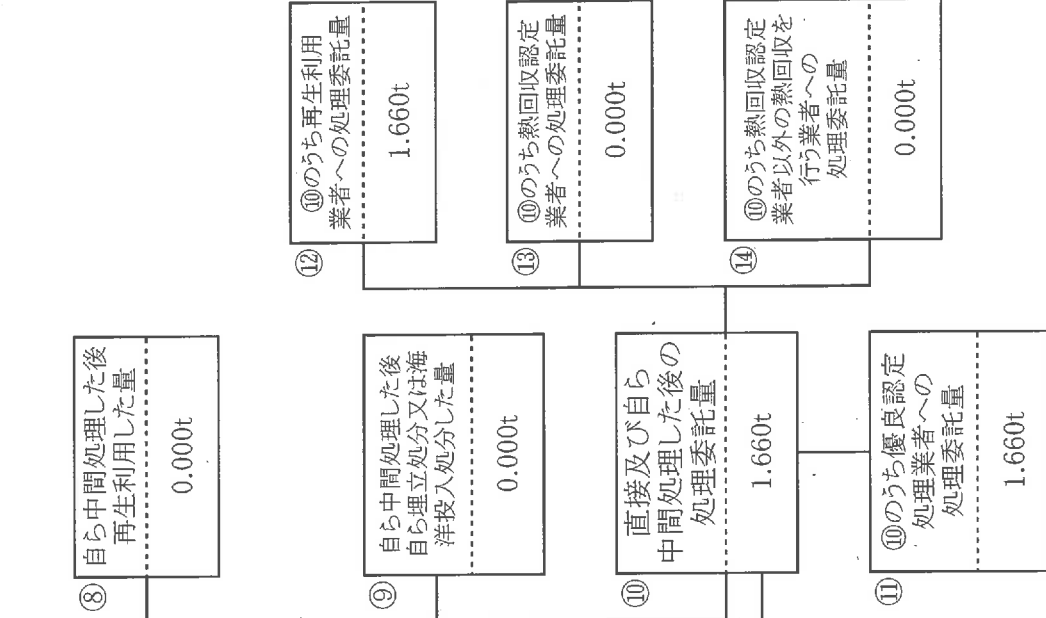 ⑧
自ら中間処理した後
再生利用した量
0.000t
⑨
自ら中間処理した後
自ら埋立処分又は海
洋投入処分した量
0.000t
⑩
直接及び自ら
中間処理した後の
処理委託量
1.660t
⑪
⑩のうち優良認定
処理業者への
処理委託量
1.660t
⑫
⑩のうち再生利用
業者への処理委託量
1.660t
⑬
⑩のうち熱回収認定
業者への処理委託量
0.000t
⑭
⑩のうち熱回収認定
業者以外の熱回収を
行う業者への
処理委託量
0.000t